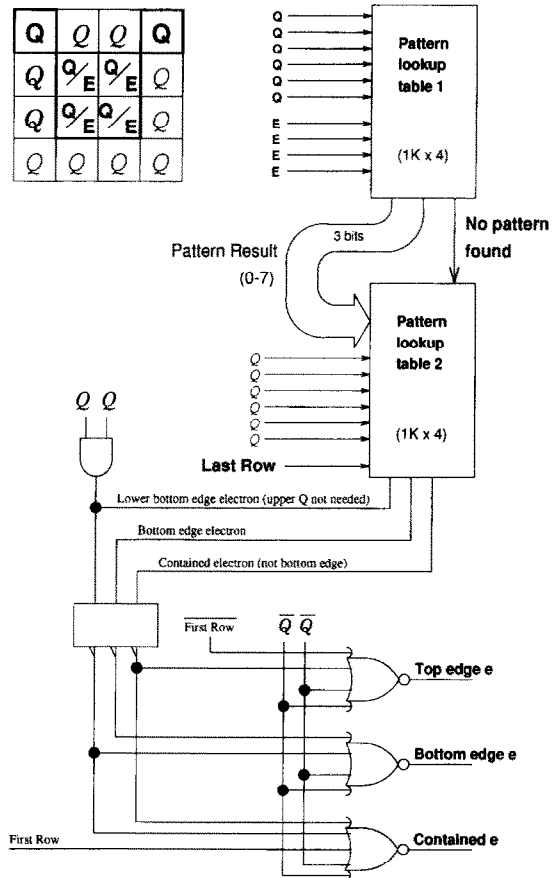 Q Q Q Q
Q Q/E Q/E Q
Q Q/E Q/E Q
Q Q Q Q
Q
Q
Q
Q
Q
Q
E
E
E
E
Pattern
lookup
table 1
(1K x 4)
Pattern Result
(0-7)
3 bits
No pattern
found
Pattern
lookup
table 2
(1K x 4)
Q
Q
Q
Q
Q
Q
Last Row
Q Q
Lower bottom edge electron (upper Q not needed)
Bottom edge electron
Contained electron (not bottom edge)
First Row
Q Q
Top edge e
Bottom edge e
First Row
Contained e